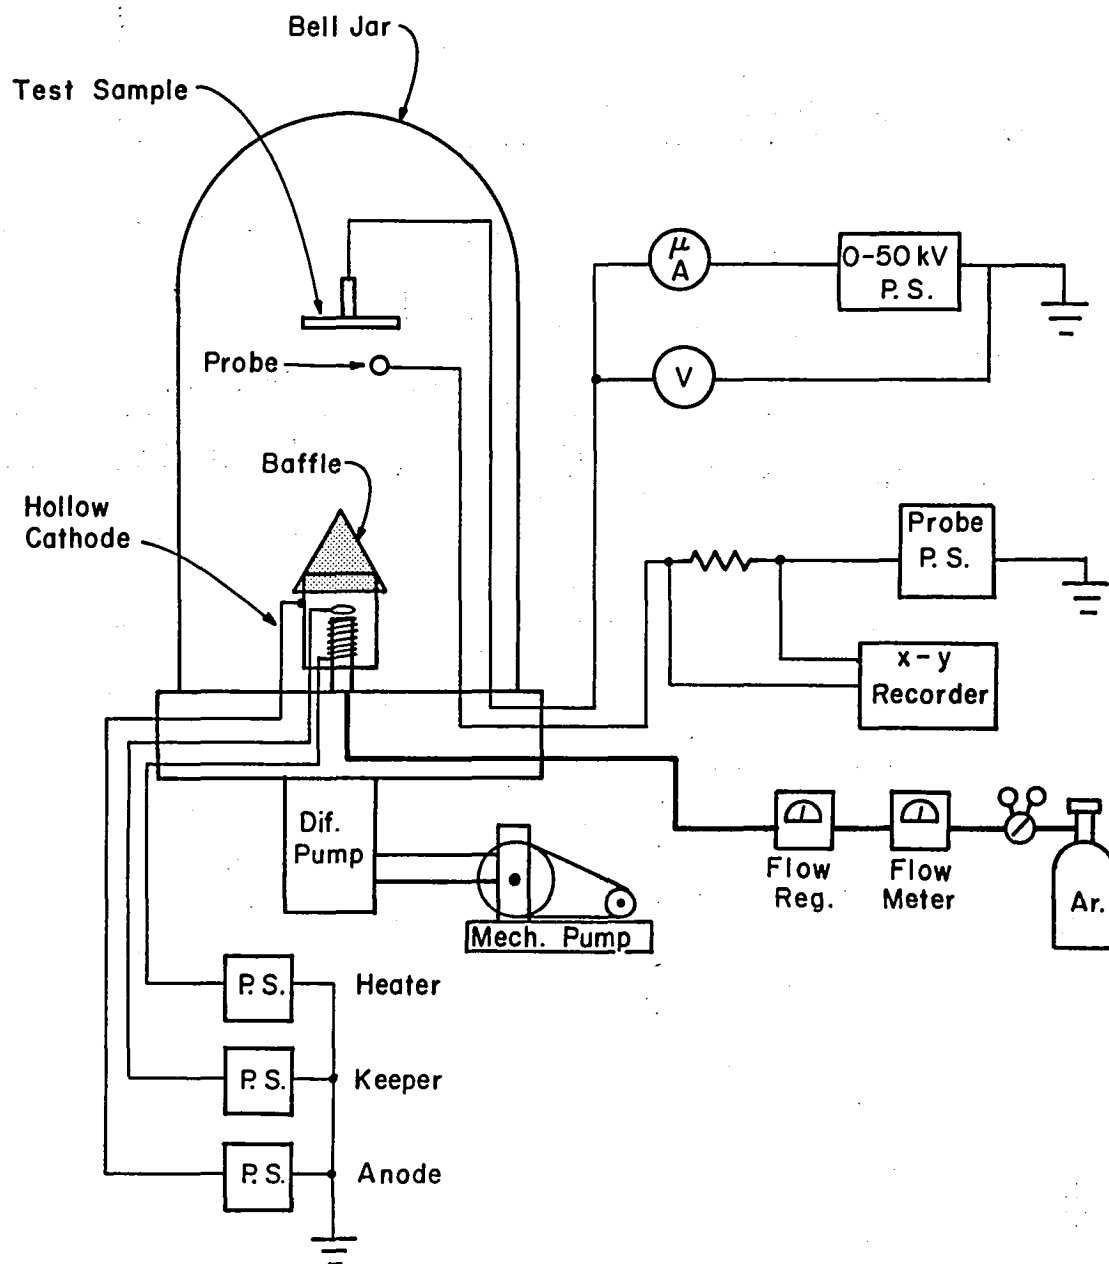 Bell Jar
Test Sample
μ
A
0-50 kV
P. S.
Probe
V
Baffle
Hollow
Cathode
Probe
P. S.
x-y
Recorder
Dif.
Pump
Flow
Reg.
Flow
Meter
Ar.
Mech. Pump
P. S.
Heater
P. S.
Keeper
P. S.
Anode